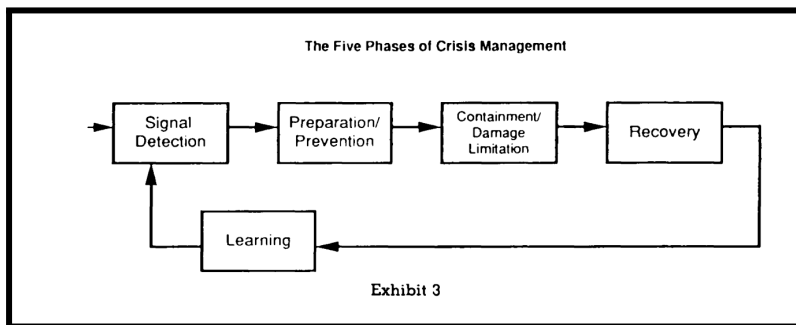 The Five Phases of Crisis Management
Signal
Detection
Preparation/
Prevention
Containment/
Damage
Limitation
Recovery
Learning
Exhibit 3